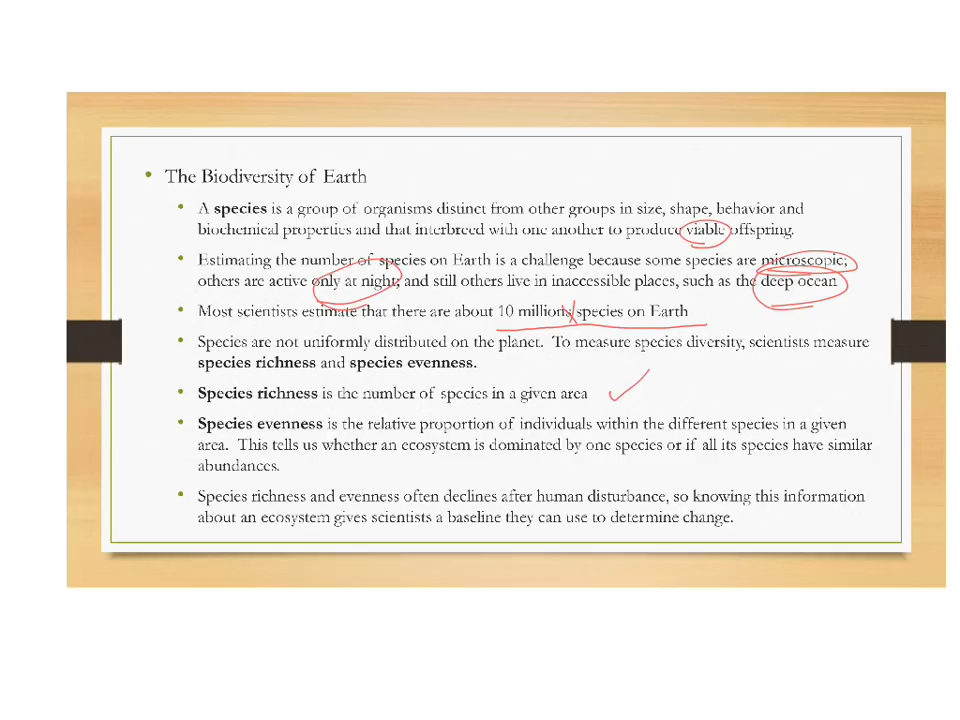 • The Biodiversity of Earth
• A species is a group of organisms distinct from other groups in size, shape, behavior and
biochemical properties and that interbreed with one another to produce viable offspring.
• Estimating the number of species on Earth is a challenge because some species are microscopic;
others are active only at night; and still others live in inaccessible places, such as the deep ocean
• Most scientists estimate that there are about 10 millions species on Earth
• Species are not uniformly distributed on the planet. To measure species diversity, scientists measure
species richness and species evenness.
• Species richness is the number of species in a given area
• Species evenness is the relative proportion of individuals within the different species in a given
area. This tells us whether an ecosystem is dominated by one species or if all its species have similar
abundances.
• Species richness and evenness often declines after human disturbance, so knowing this information
about an ecosystem gives scientists a baseline they can use to determine change.